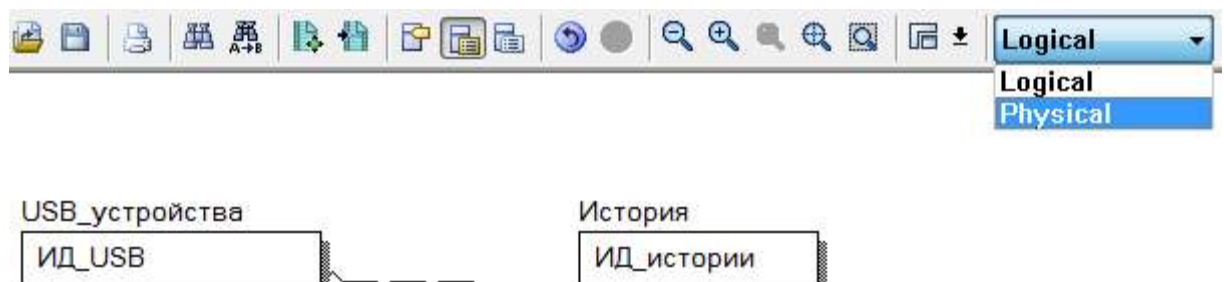 A→B
Logical
Logical
Physical
USB_устройства
История
ИД_USB
ИД_истории